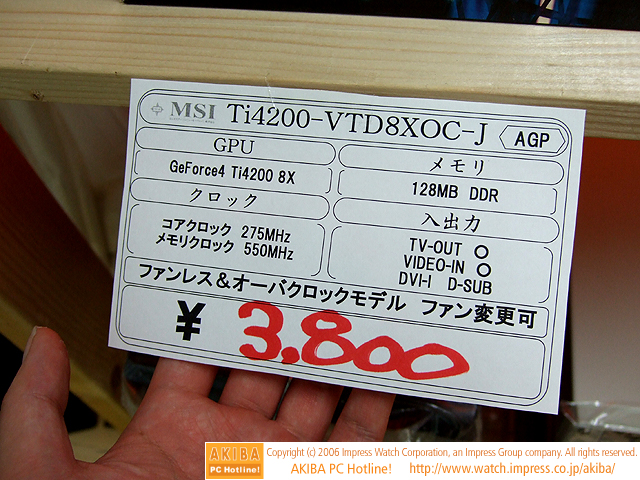 MSI Ti4200-VTD8XOC-J AGP
GPU
GeForce4 Ti4200 8X
メモリ
128MB DDR
クロック
コアクロック 275MHz
メモリクロック 550MHz
入出力
TV-OUT ○
VIDEO-IN ○
DVI-I D-SUB
ファンレス＆オーバクロックモデル ファン変更可
¥ 3,800
AKIBA
PC Hotline!
Copyright (c) 2006 Impress Watch Corporation, an Impress Group company. All rights reserved.
AKIBA PC Hotline! http://www.watch.impress.co.jp/akiba/